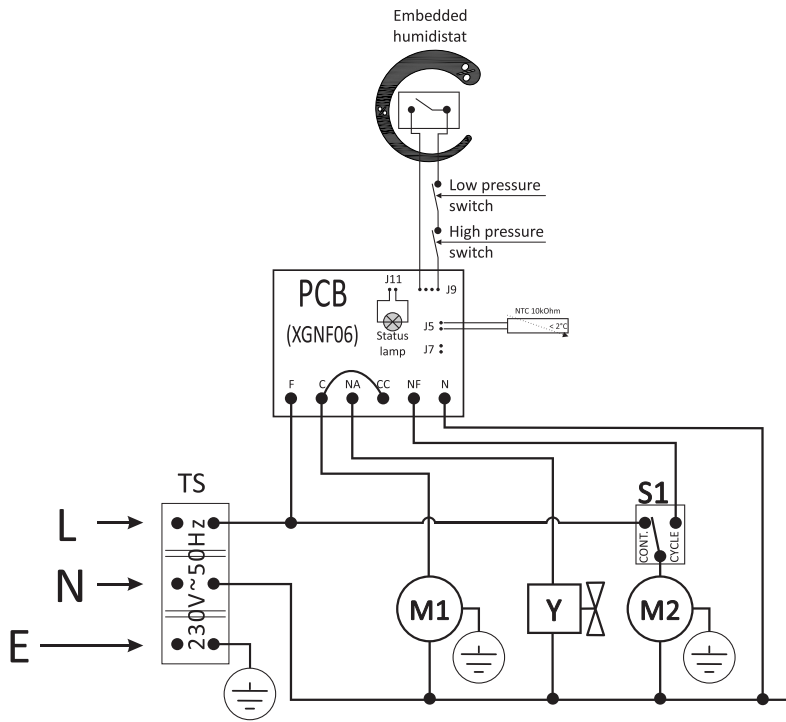 Embedded
humidistat
Low pressure
switch
High pressure
switch
PCB
(XGNF06)
J11
J9
Status
lamp
J5
NTC 10kOhm
< 2°C
J7
F C NA CC NF N
TS
230V~50Hz
L
N
E
S1
CONT.
CYCLE
M1
Y
M2